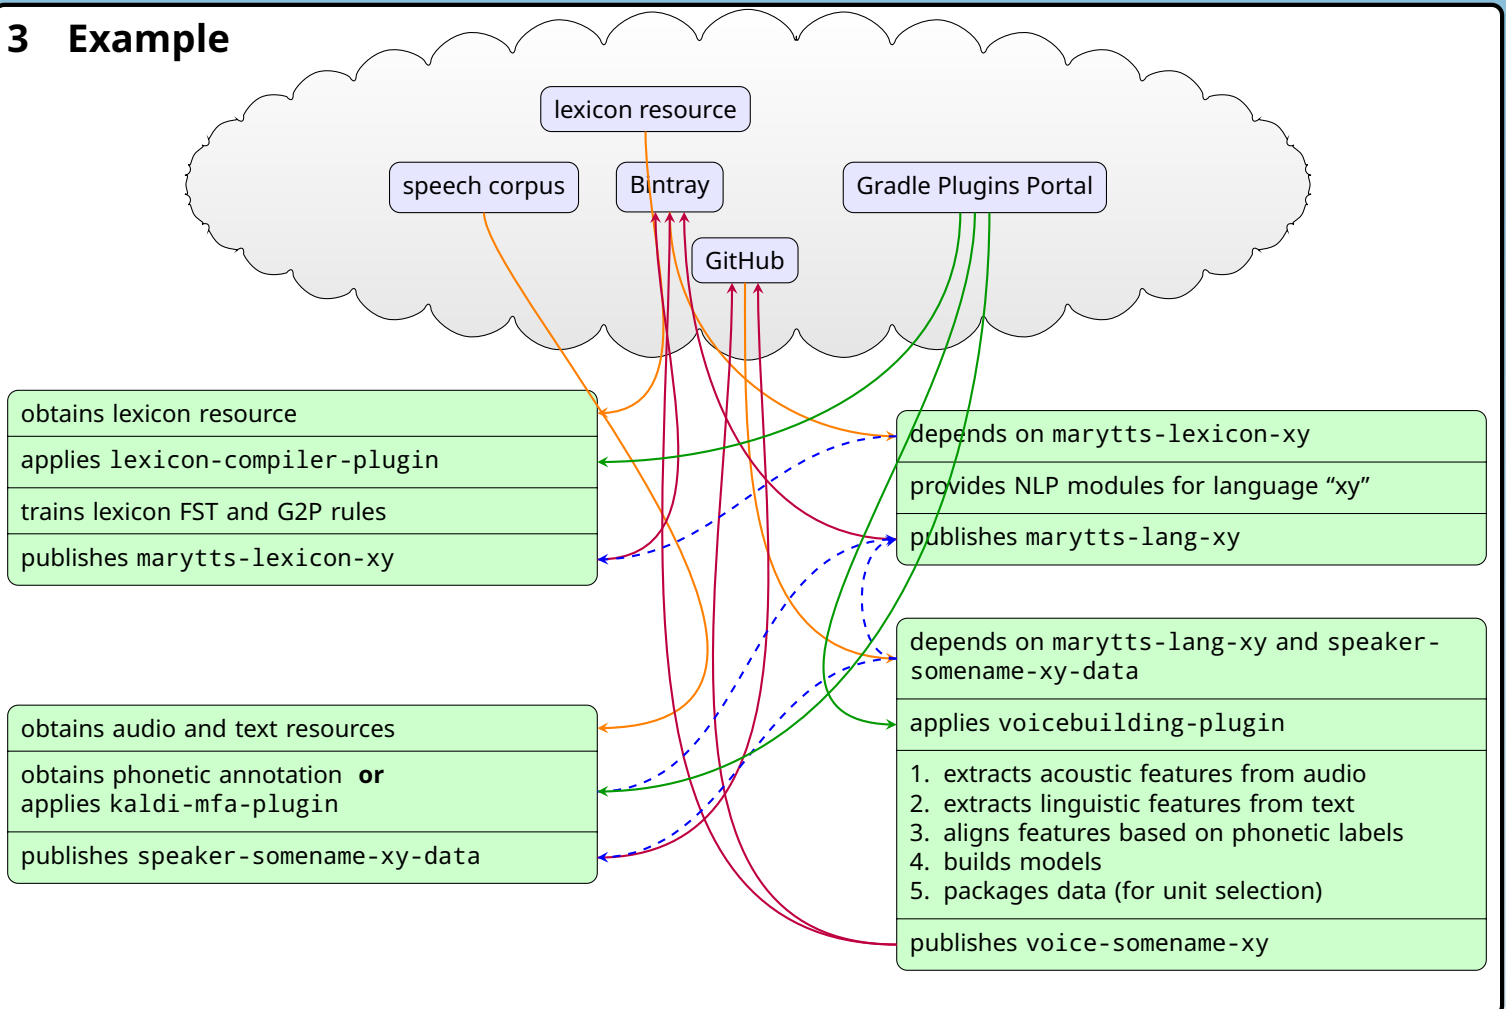 3 Example
lexicon resource
speech corpus
Bintray
Gradle Plugins Portal
GitHub
obtains lexicon resource
applies lexicon-compiler-plugin
trains lexicon FST and G2P rules
publishes marytts-lexicon-xy
depends on marytts-lexicon-xy
provides NLP modules for language “xy”
publishes marytts-lang-xy
obtains audio and text resources
obtains phonetic annotation or
applies kaldi-mfa-plugin
publishes speaker-somename-xy-data
depends on marytts-lang-xy and speaker-
somename-xy-data
applies voicebuilding-plugin
1. extracts acoustic features from audio
2. extracts linguistic features from text
3. aligns features based on phonetic labels
4. builds models
5. packages data (for unit selection)
publishes voice-somename-xy